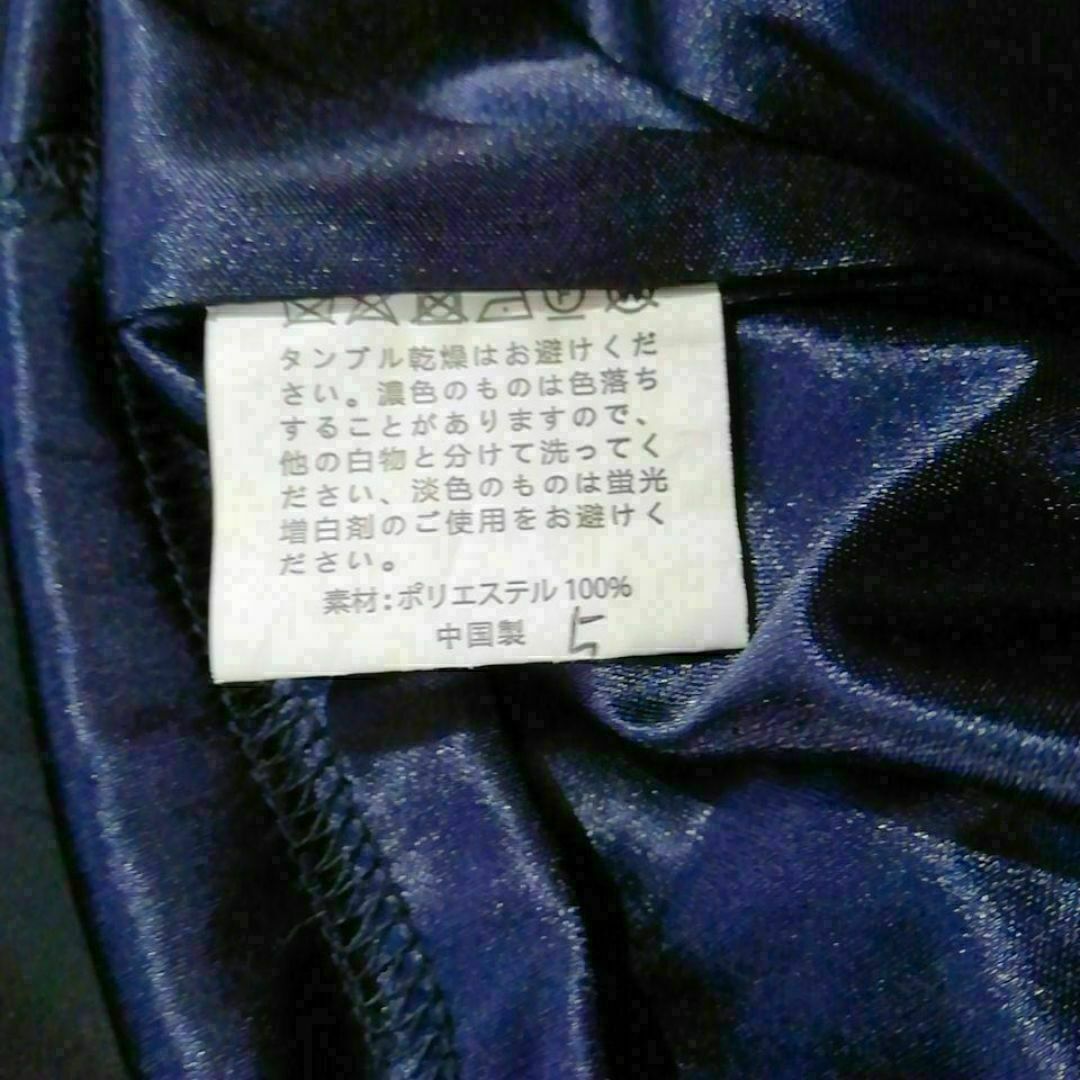 タンブル乾燥はお避けくだ
さい。濃色のものは色落ち
することがありますので、
他の白物と分けて洗ってく
ださい、淡色のものは蛍光
増白剤のご使用をお避けく
ださい。
素材:ポリエステル 100%
中国製 5